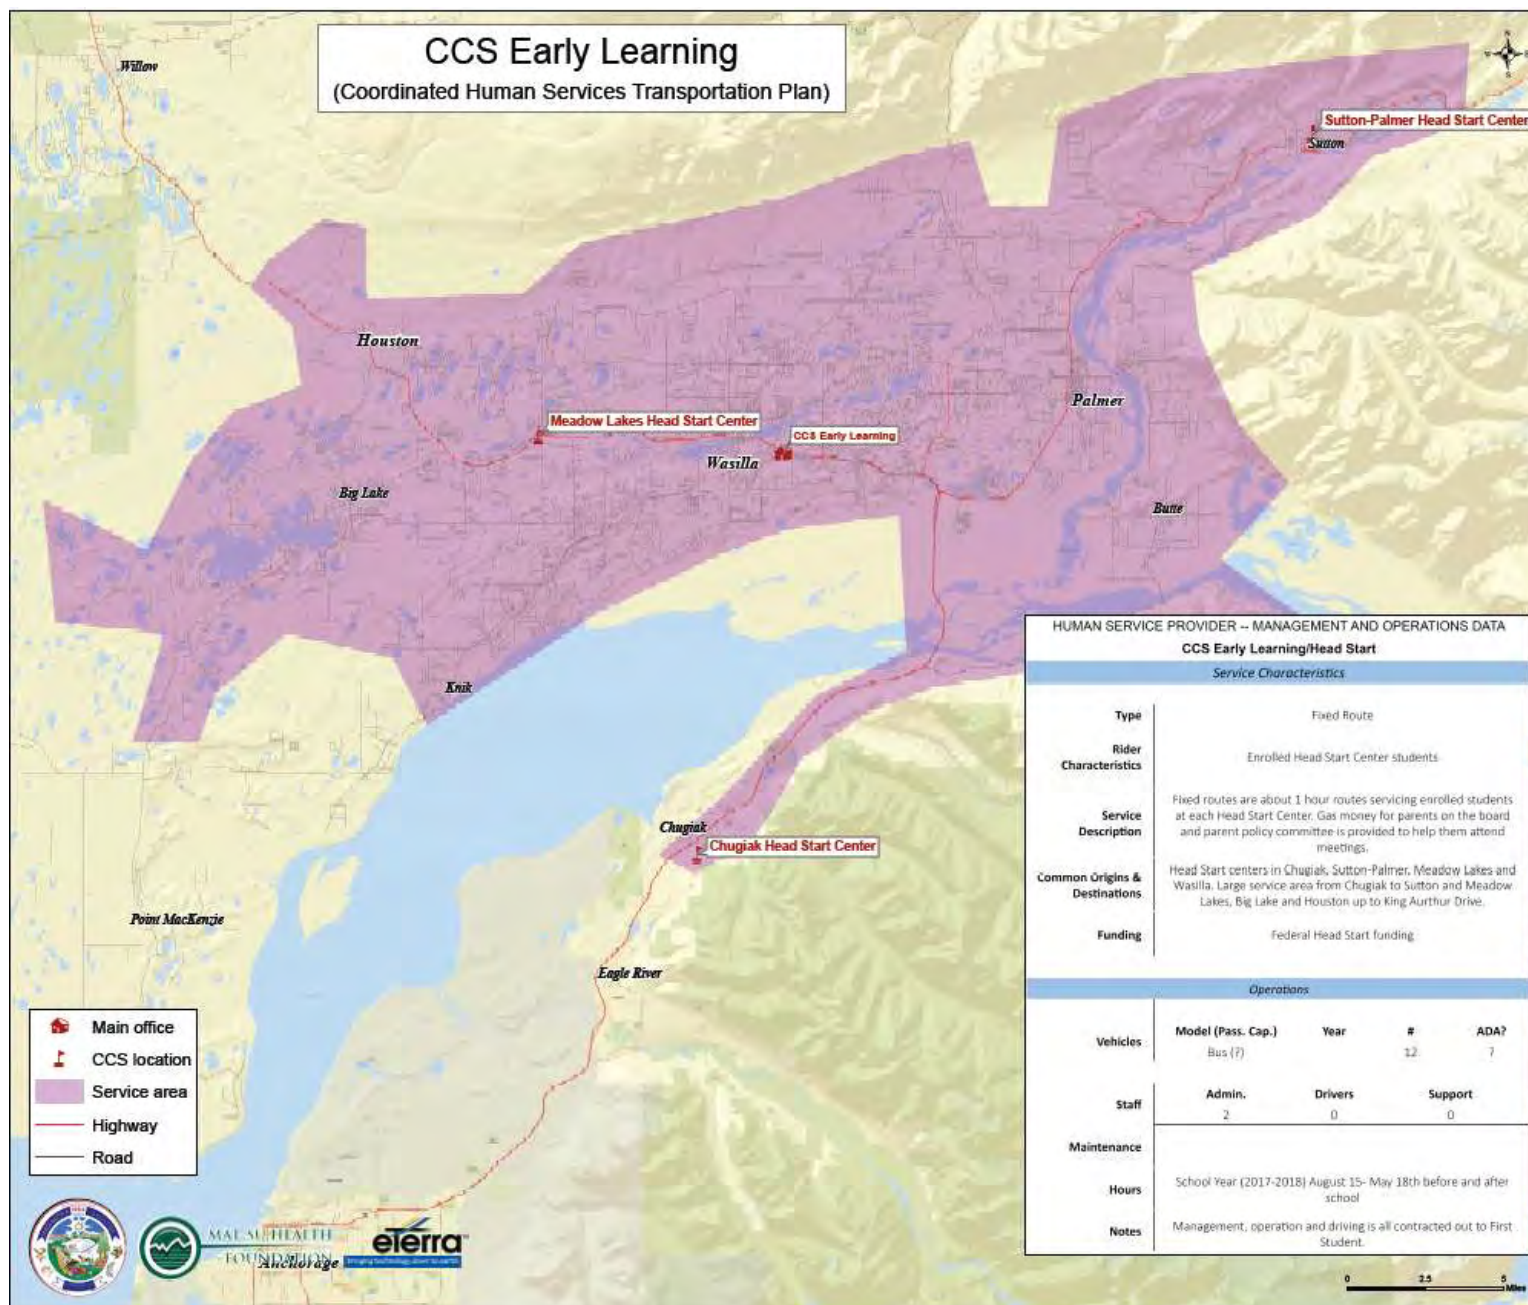 CCS Early Learning
(Coordinated Human Services Transportation Plan)
Willow
Sutton-Palmer Head Start Center
Sutton
Houston
Palmer
Meadow Lakes Head Start Center
CCS Early Learning
Wasilla
Big Lake
Butte
Knik
Chugiak
Chugiak Head Start Center
Point MacKenzie
Eagle River
Anchorage
Main office
CCS location
Service area
Highway
Road
MAT-SU HEALTH
FOUNDATION
eTerra
bringing technology down to earth
HUMAN SERVICE PROVIDER -- MANAGEMENT AND OPERATIONS DATA
CCS Early Learning/Head Start
Service Characteristics
Type Fixed Route
Rider
Characteristics
Enrolled Head Start Center students
Service
Description
Fixed routes are about 1 hour routes servicing enrolled students
at each Head Start Center. Gas money for parents on the board
and parent policy committee is provided to help them attend
meetings.
Common Origins &
Destinations
Head Start centers in Chugiak, Sutton-Palmer, Meadow Lakes and
Wasilla. Large service area from Chugiak to Sutton and Meadow
Lakes, Big Lake and Houston up to King Aurthur Drive.
Funding Federal Head Start funding
Operations
Vehicles
Model (Pass. Cap.) Year # ADA?
Bus (?) 12 ?
Staff
Admin. Drivers Support
2 0 0
Maintenance
Hours
School Year (2017-2018) August 15- May 18th before and after
school
Notes
Management, operation and driving is all contracted out to First
Student.
0 2.5 5
Miles